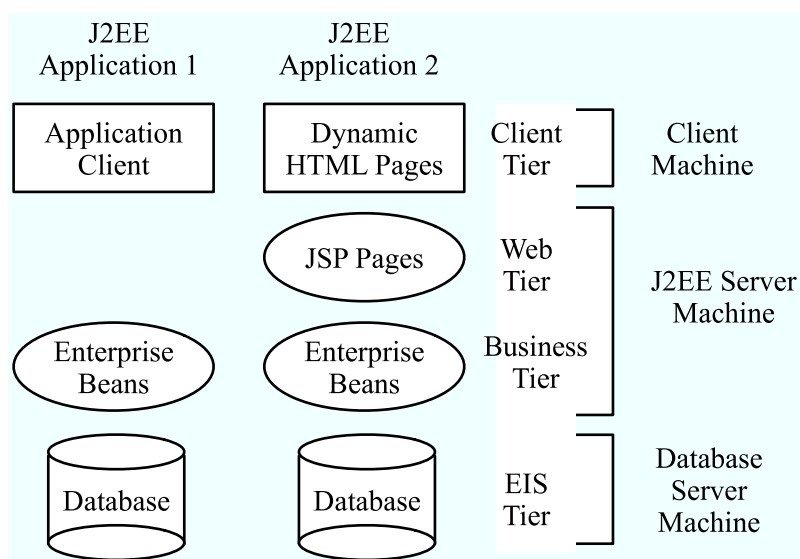 J2EE
Application 1
J2EE
Application 2
Application
Client
Dynamic
HTML Pages
Client
Tier
Client
Machine
JSP Pages
Web
Tier
J2EE Server
Machine
Enterprise
Beans
Enterprise
Beans
Business
Tier
Database
Database
EIS
Tier
Database
Server
Machine